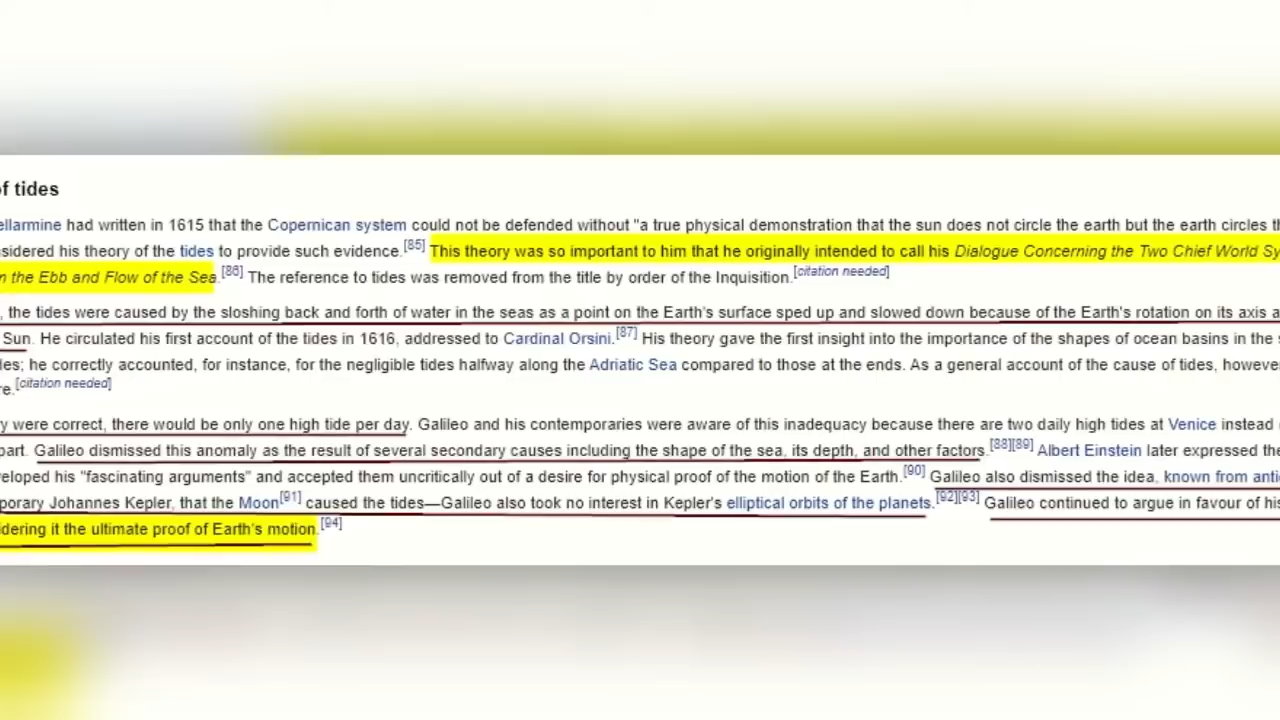 of tides
ellarmine had written in 1615 that the Copernican system could not be defended without "a true physical demonstration that the sun does not circle the earth but the earth circles th
nsidered his theory of the tides to provide such evidence.[85] This theory was so important to him that he originally intended to call his Dialogue Concerning the Two Chief World Sy
n the Ebb and Flow of the Sea.[86] The reference to tides was removed from the title by order of the Inquisition.[citation needed]
, the tides were caused by the sloshing back and forth of water in the seas as a point on the Earth's surface sped up and slowed down because of the Earth's rotation on its axis a
Sun. He circulated his first account of the tides in 1616, addressed to Cardinal Orsini.[87] His theory gave the first insight into the importance of the shapes of ocean basins in the s
des; he correctly accounted, for instance, for the negligible tides halfway along the Adriatic Sea compared to those at the ends. As a general account of the cause of tides, howeve
re.[citation needed]
y were correct, there would be only one high tide per day. Galileo and his contemporaries were aware of this inadequacy because there are two daily high tides at Venice instead
part. Galileo dismissed this anomaly as the result of several secondary causes including the shape of the sea, its depth, and other factors.[88][89] Albert Einstein later expressed the
veloped his "fascinating arguments" and accepted them uncritically out of a desire for physical proof of the motion of the Earth.[90] Galileo also dismissed the idea, known from anti
porary Johannes Kepler, that the Moon[91] caused the tides—Galileo also took no interest in Kepler's elliptical orbits of the planets.[92][93] Galileo continued to argue in favour of his
idering it the ultimate proof of Earth's motion.[94]